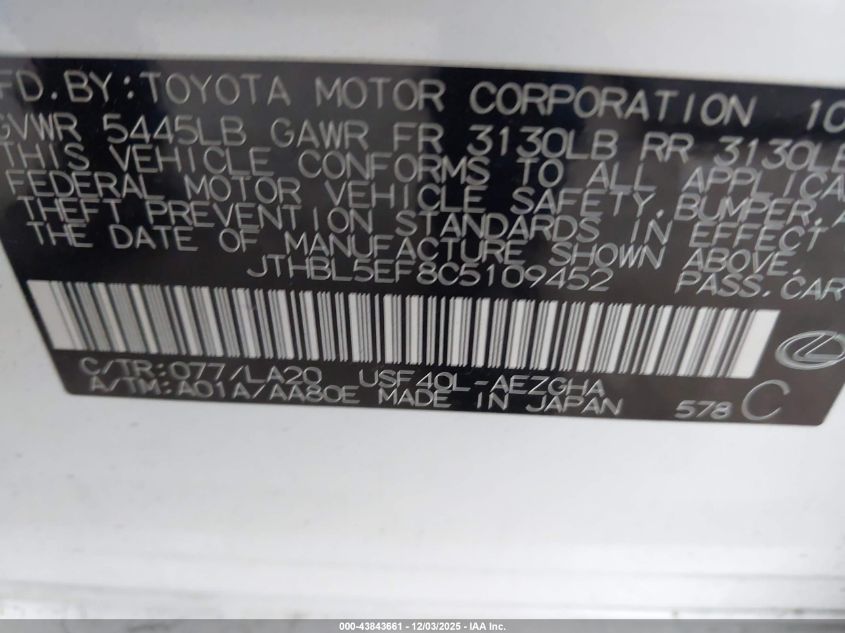 FD. BY: TOYOTA MOTOR CORPORATION 10
GVWR 5445LB GAWR FR 3130LB RR 3130LB
THIS VEHICLE CONFORMS TO ALL APPLICA
FEDERAL MOTOR VEHICLE SAFETY, BUMPER, A
THEFT PREVENTION STANDARDS IN EFFECT
THE DATE OF MANUFACTURE SHOWN ABOVE
JTHBL5EF8C5109452 PASS. CAR
C/TR: 077/LA20 USF40L-AEZGHA
A/TM: A01A/AA80E MADE IN JAPAN 578 C
000-43843661 - 12/03/2025 - IAA Inc.